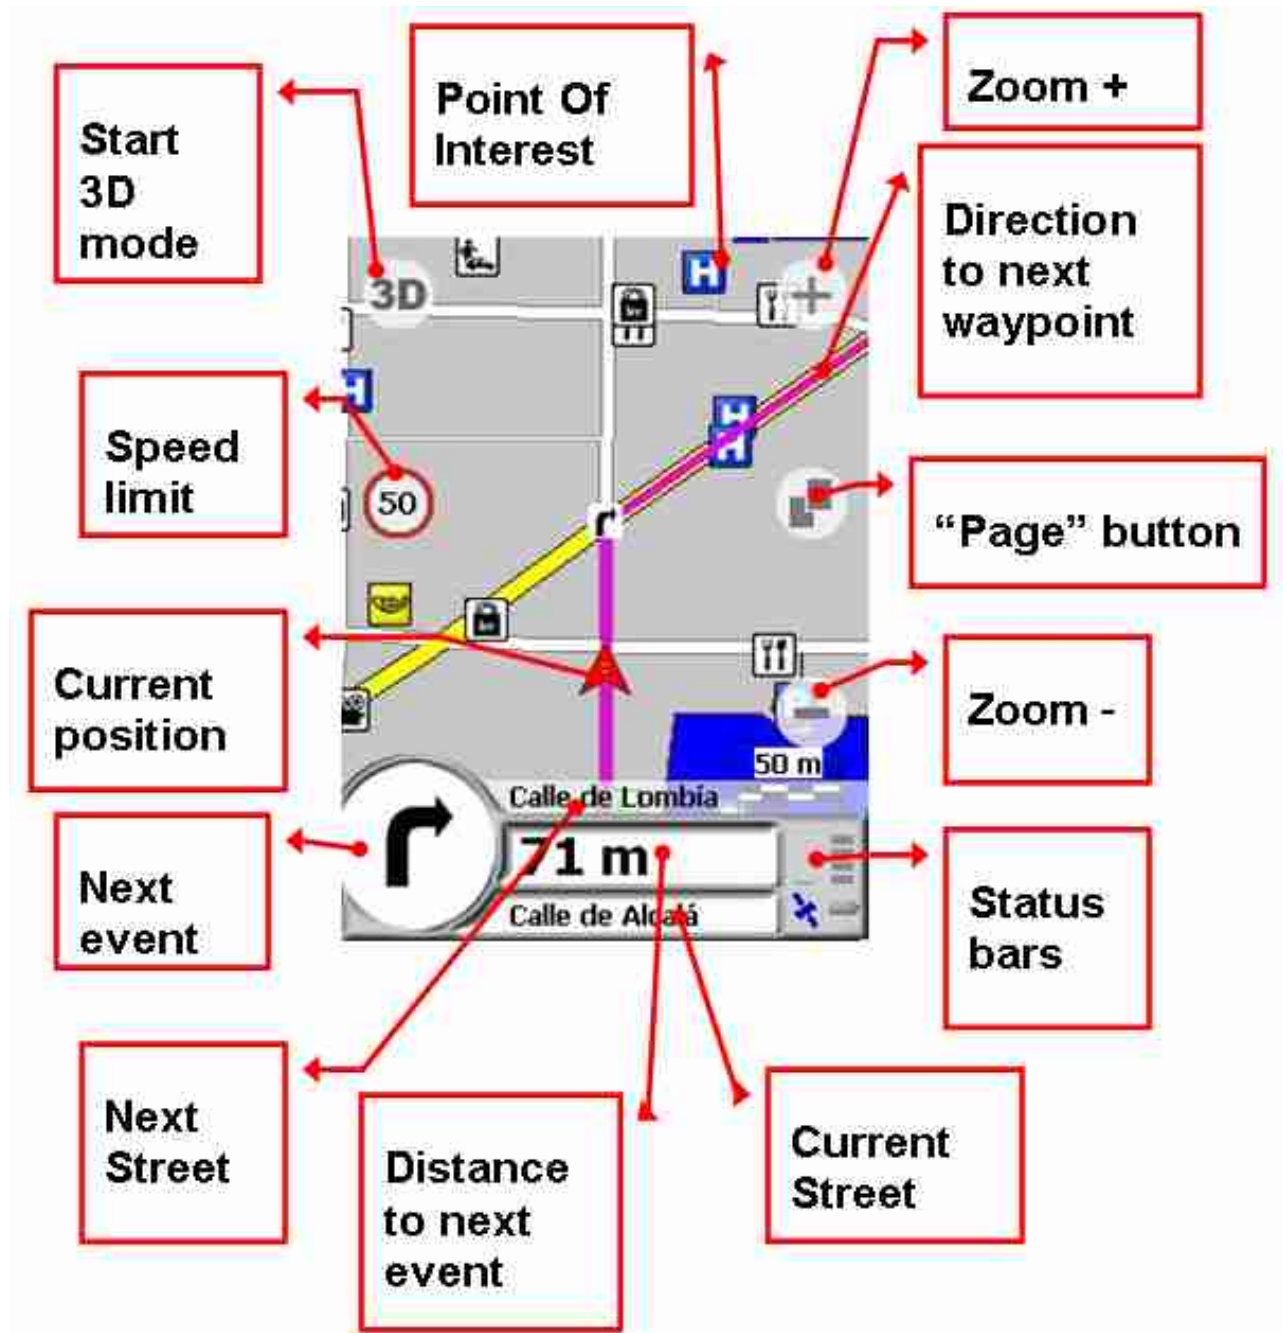 Point Of
Interest
Zoom +
Start
3D
mode
Direction
to next
waypoint
3D
H
H
Speed
limit
50
H
H
“Page” button
Current
position
Zoom -
50 m
Calle de Lombía
71 m
Calle de Alcalá
Next
event
Status
bars
Next
Street
Distance
to next
event
Current
Street